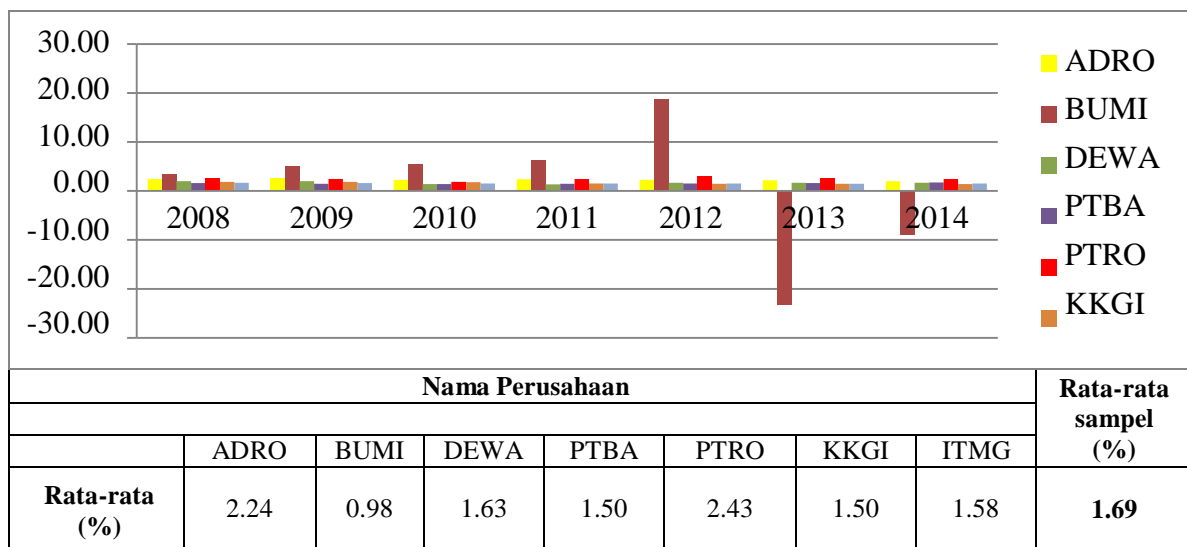 30.00
20.00
10.00
0.00
-10.00
-20.00
-30.00
2008 2009 2010 2011 2012 2013 2014
ADRO
BUMI
DEWA
PTBA
PTRO
KKGI
Nama Perusahaan
Rata-rata
sampel
(%)
ADRO BUMI DEWA PTBA PTRO KKGI ITMG
Rata-rata
(%)
2.24 0.98 1.63 1.50 2.43 1.50 1.58 1.69